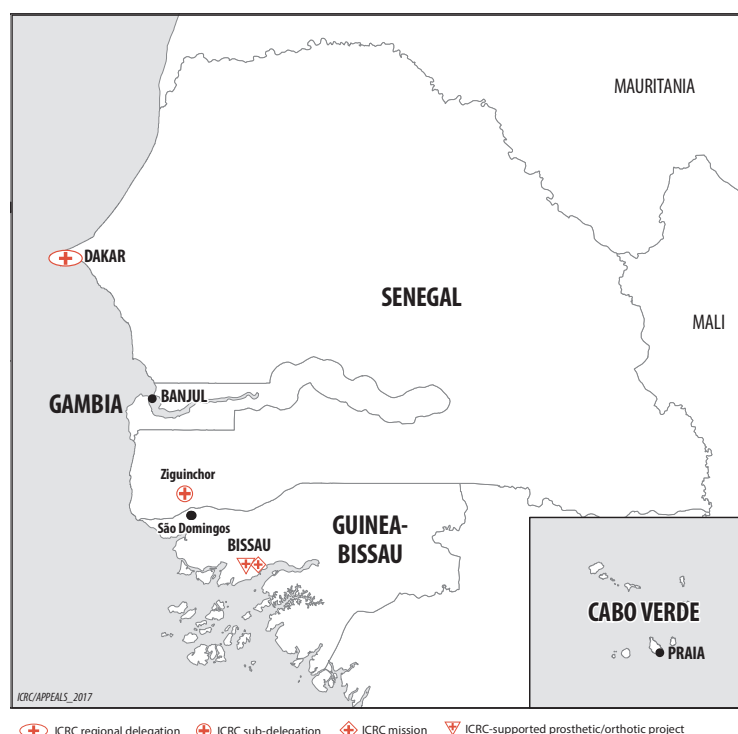 MAURITANIA
DAKAR
SENEGAL
MALI
GAMBIA
BANJUL
Ziguinchor
São Domingos
GUINEA-
BISSAU
BISSAU
CABO VERDE
PRAIA
ICRC/APPEALS_2017
ICRC regional delegation ICRC sub-delegation ICRC mission ICRC-supported prosthetic/orthotic project